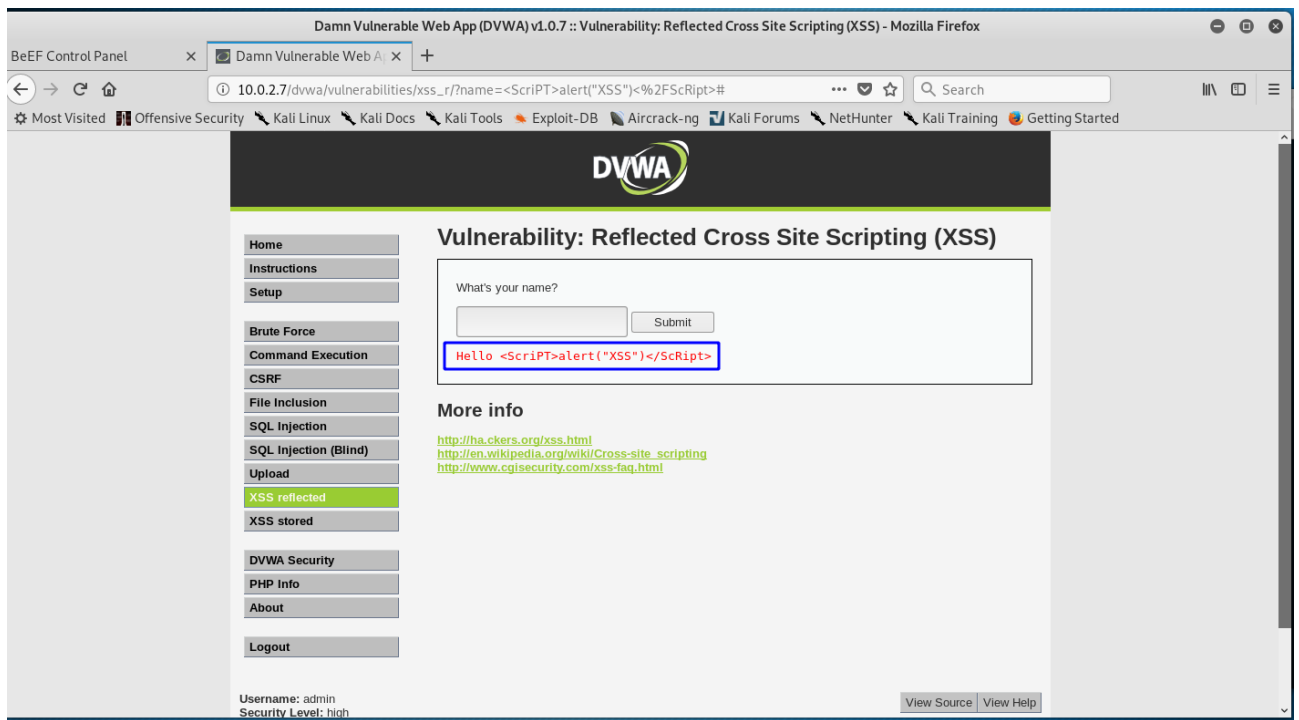 Damn Vulnerable Web App (DVWA) v1.0.7 :: Vulnerability: Reflected Cross Site Scripting (XSS) - Mozilla Firefox
BeEF Control Panel
Damn Vulnerable Web A
10.0.2.7/dvwa/vulnerabilities/xss_r/?name=<ScriPT>alert("XSS")<%2FScRipt>#
Search
Most Visited Offensive Security Kali Linux Kali Docs Kali Tools Exploit-DB Aircrack-ng Kali Forums NetHunter Kali Training Getting Started
DVWA
Home
Instructions
Setup
Brute Force
Command Execution
CSRF
File Inclusion
SQL Injection
SQL Injection (Blind)
Upload
XSS reflected
XSS stored
DVWA Security
PHP Info
About
Logout
Vulnerability: Reflected Cross Site Scripting (XSS)
What's your name?
Submit
Hello <ScriPT>alert("XSS")</ScRipt>
More info
http://ha.ckers.org/xss.html
http://en.wikipedia.org/wiki/Cross-site_scripting
http://www.cgisecurity.com/xss-faq.html
Username: admin
Security Level: high
View Source View Help